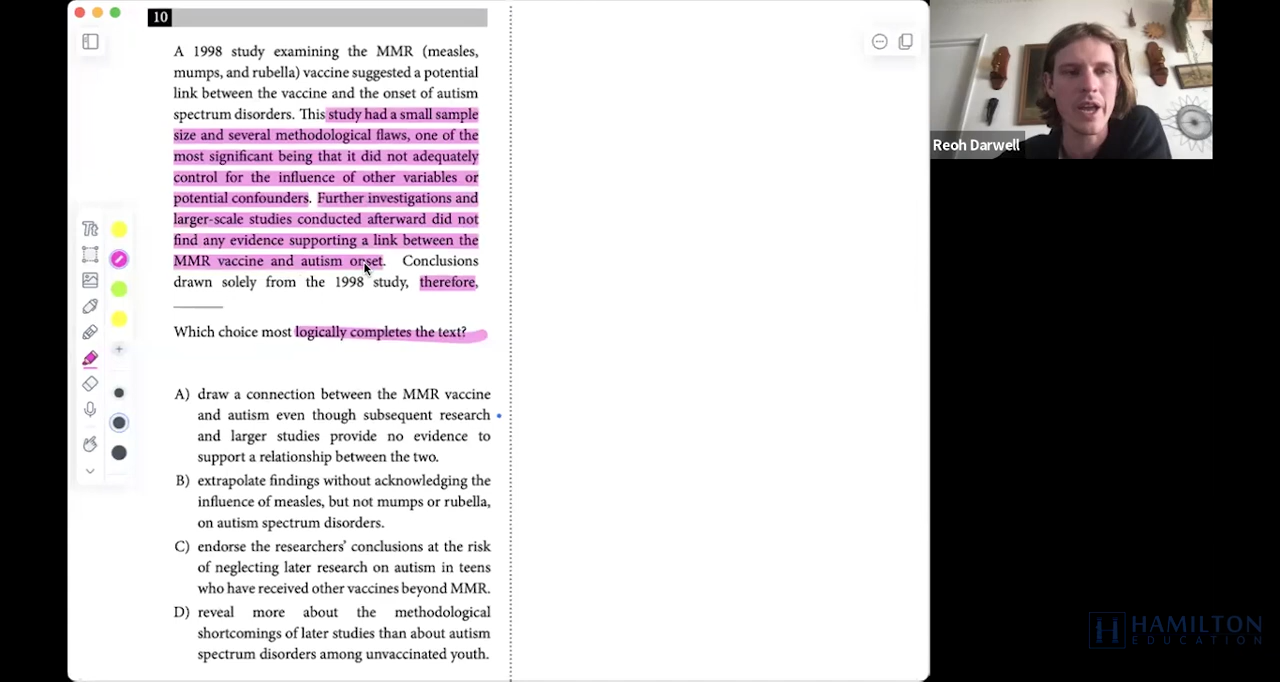 10
A 1998 study examining the MMR (measles,
mumps, and rubella) vaccine suggested a potential
link between the vaccine and the onset of autism
spectrum disorders. This study had a small sample
size and several methodological flaws, one of the
most significant being that it did not adequately
control for the influence of other variables or
potential confounders. Further investigations and
larger-scale studies conducted afterward did not
find any evidence supporting a link between the
MMR vaccine and autism onset. Conclusions
drawn solely from the 1998 study, therefore,
Which choice most logically completes the text?
A) draw a connection between the MMR vaccine
and autism even though subsequent research
and larger studies provide no evidence to
support a relationship between the two.
B) extrapolate findings without acknowledging the
influence of measles, but not mumps or rubella,
on autism spectrum disorders.
C) endorse the researchers' conclusions at the risk
of neglecting later research on autism in teens
who have received other vaccines beyond MMR.
D) reveal more about the methodological
shortcomings of later studies than about autism
spectrum disorders among unvaccinated youth.
Tt
Reoh Darwell
H HAMILTON
EDUCATION